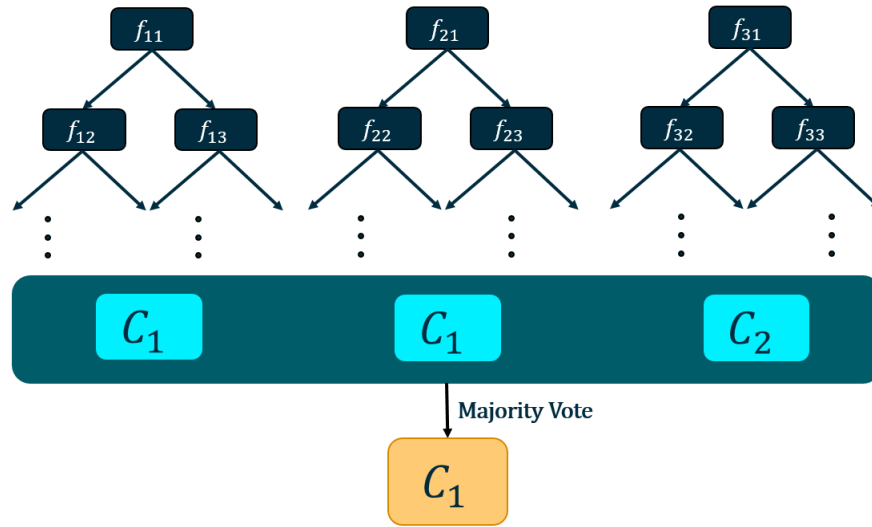 f₁₁ f₂₁ f₃₁
f₁₂ f₁₃ f₂₂ f₂₃ f₃₂ f₃₃
C₁ C₁ C₂
Majority Vote
C₁